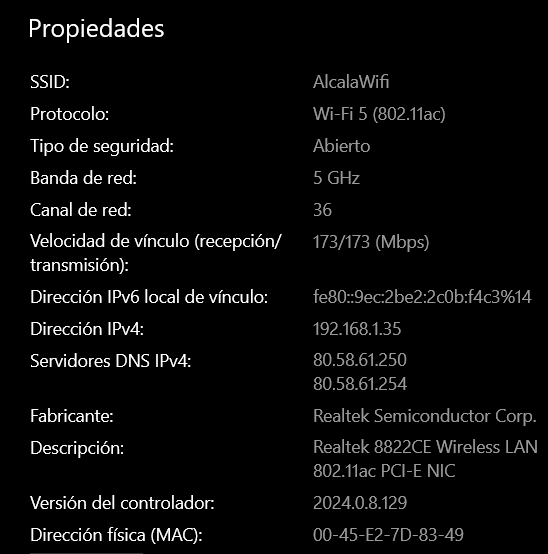 Propiedades
SSID: AlcalaWifi
Protocolo: Wi-Fi 5 (802.11ac)
Tipo de seguridad: Abierto
Banda de red: 5 GHz
Canal de red: 36
Velocidad de vínculo (recepción/ 173/173 (Mbps)
transmisión):
Dirección IPv6 local de vínculo: fe80::9ec:2be2:2c0b:f4c3%14
Dirección IPv4: 192.168.1.35
Servidores DNS IPv4: 80.58.61.250
80.58.61.254
Fabricante: Realtek Semiconductor Corp.
Descripción: Realtek 8822CE Wireless LAN
802.11ac PCI-E NIC
Versión del controlador: 2024.0.8.129
Dirección física (MAC): 00-45-E2-7D-83-49